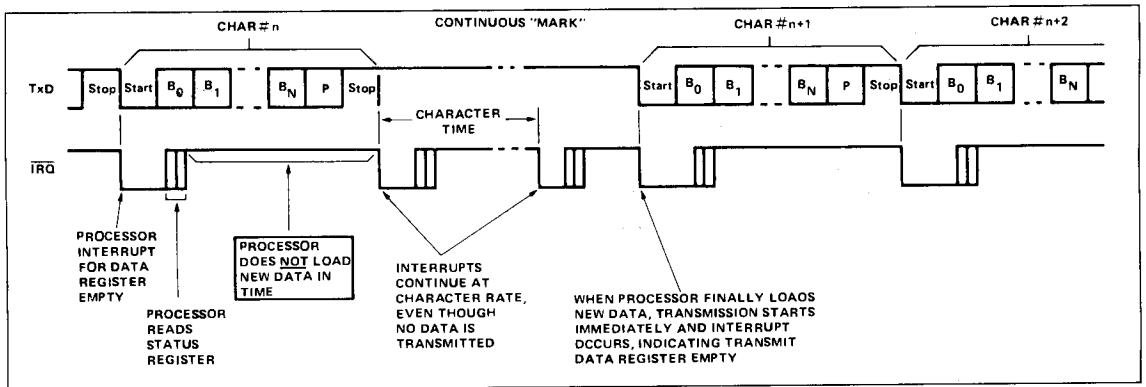 CHAR #n
CONTINUOUS "MARK"
CHAR #n+1
CHAR #n+2
TxD
Stop
Start
B0
B1
BN
P
Stop
Start
B0
B1
BN
P
Stop
Start
B0
B1
BN
CHARACTER
TIME
IRQ
PROCESSOR
INTERRUPT
FOR DATA
REGISTER
EMPTY
PROCESSOR
READS
STATUS
REGISTER
PROCESSOR
DOES NOT LOAD
NEW DATA IN
TIME
INTERRUPTS
CONTINUE AT
CHARACTER RATE,
EVEN THOUGH
NO DATA IS
TRANSMITTED
WHEN PROCESSOR FINALLY LOAOS
NEW DATA, TRANSMISSION STARTS
IMMEDIATELY AND INTERRUPT
OCCURS, INDICATING TRANSMIT
DATA REGISTER EMPTY